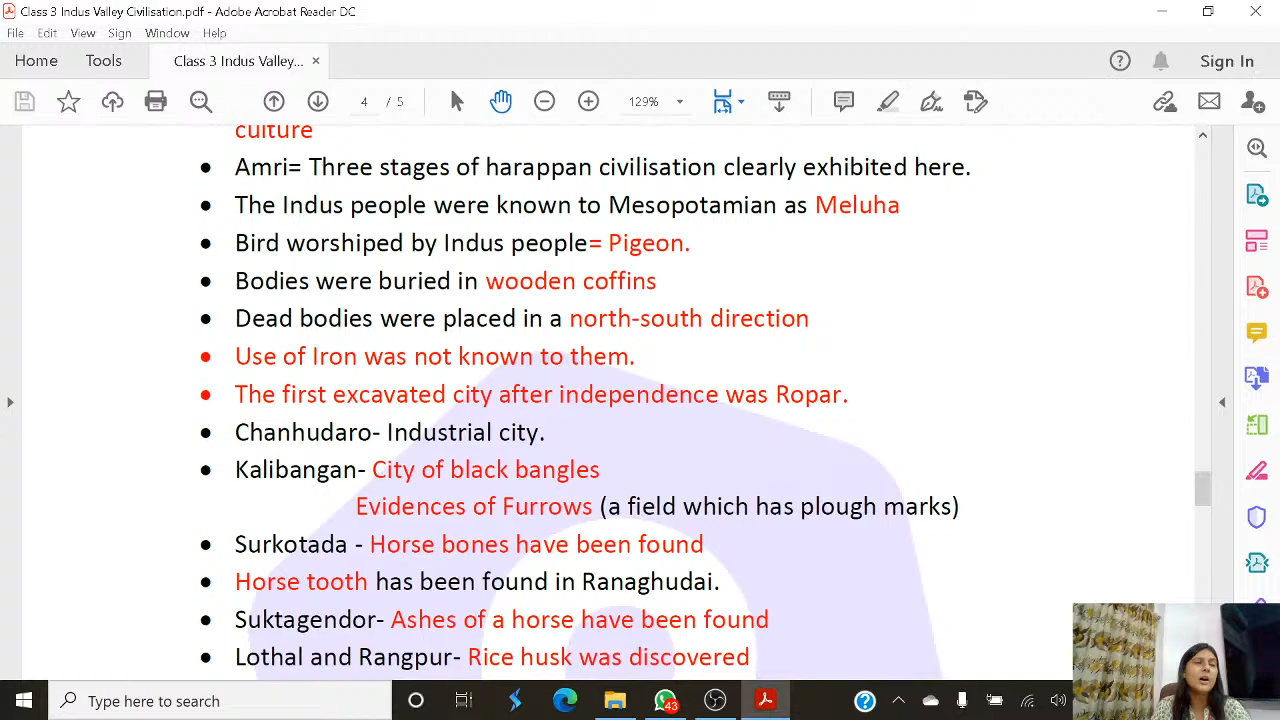 Class 3 Indus Valley Civilisation.pdf - Adobe Acrobat Reader DC
File Edit View Sign Window Help
Home Tools Class 3 Indus Valley... × Sign In
4 / 5 129%
culture
• Amri= Three stages of harappan civilisation clearly exhibited here.
• The Indus people were known to Mesopotamian as Meluha
• Bird worshiped by Indus people= Pigeon.
• Bodies were buried in wooden coffins
• Dead bodies were placed in a north-south direction
• Use of Iron was not known to them.
• The first excavated city after independence was Ropar.
• Chanhudaro- Industrial city.
• Kalibangan- City of black bangles
Evidences of Furrows (a field which has plough marks)
• Surkotada - Horse bones have been found
• Horse tooth has been found in Ranaghudai.
• Suktagendor- Ashes of a horse have been found
• Lothal and Rangpur- Rice husk was discovered
Type here to search 43